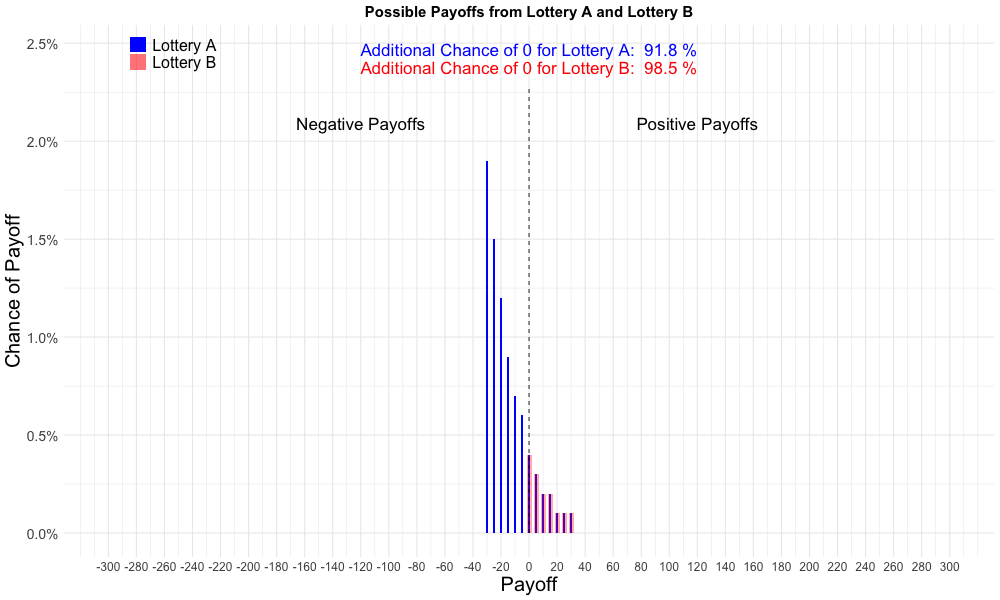 Possible Payoffs from Lottery A and Lottery B
Lottery A
Lottery B
Additional Chance of 0 for Lottery A: 91.8 %
Additional Chance of 0 for Lottery B: 98.5 %
Negative Payoffs
Positive Payoffs
Chance of Payoff
2.5%
2.0%
1.5%
1.0%
0.5%
0.0%
-300 -280 -260 -240 -220 -200 -180 -160 -140 -120 -100 -80 -60 -40 -20 0 20 40 60 80 100 120 140 160 180 200 220 240 260 280 300
Payoff